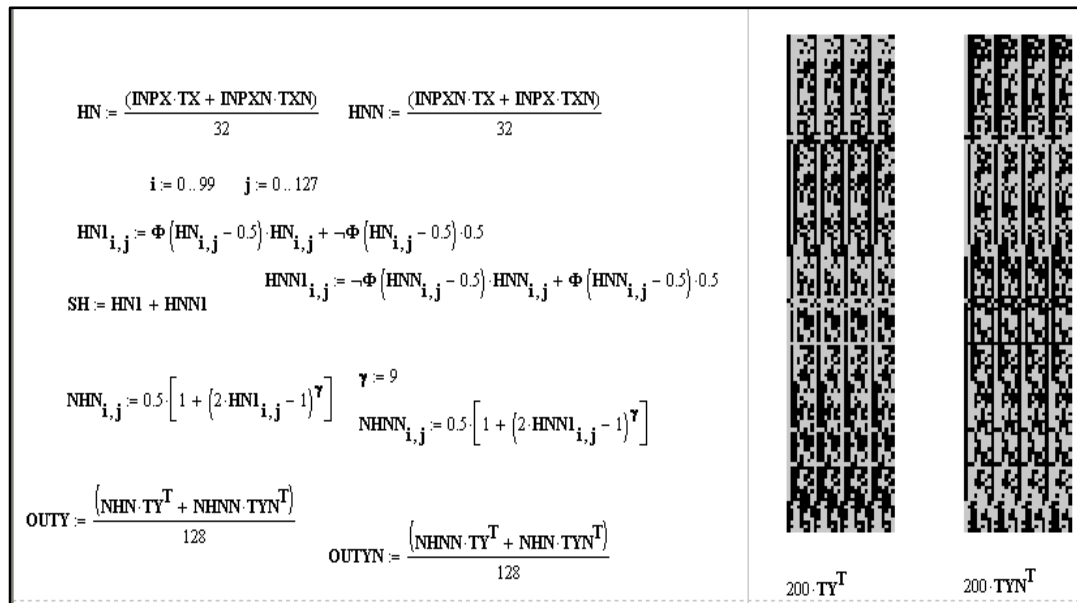 HN := (INPX·TX + INPXN·TXN)/32 HNN := (INPXN·TX + INPX·TXN)/32
i := 0 .. 99 j := 0 .. 127
HN1_{i,j} := Φ(HN_{i,j} − 0.5)·HN_{i,j} + ¬Φ(HN_{i,j} − 0.5)·0.5
HNN1_{i,j} := ¬Φ(HNN_{i,j} − 0.5)·HNN_{i,j} + Φ(HNN_{i,j} − 0.5)·0.5
SH := HN1 + HNN1
γ := 9
NHN_{i,j} := 0.5·[1 + (2·HN1_{i,j} − 1)^γ]
NHNN_{i,j} := 0.5·[1 + (2·HNN1_{i,j} − 1)^γ]
OUTY := (NHN·TY^T + NHNN·TYN^T)/128
OUTYN := (NHNN·TY^T + NHN·TYN^T)/128
200·TY^T 200·TYN^T